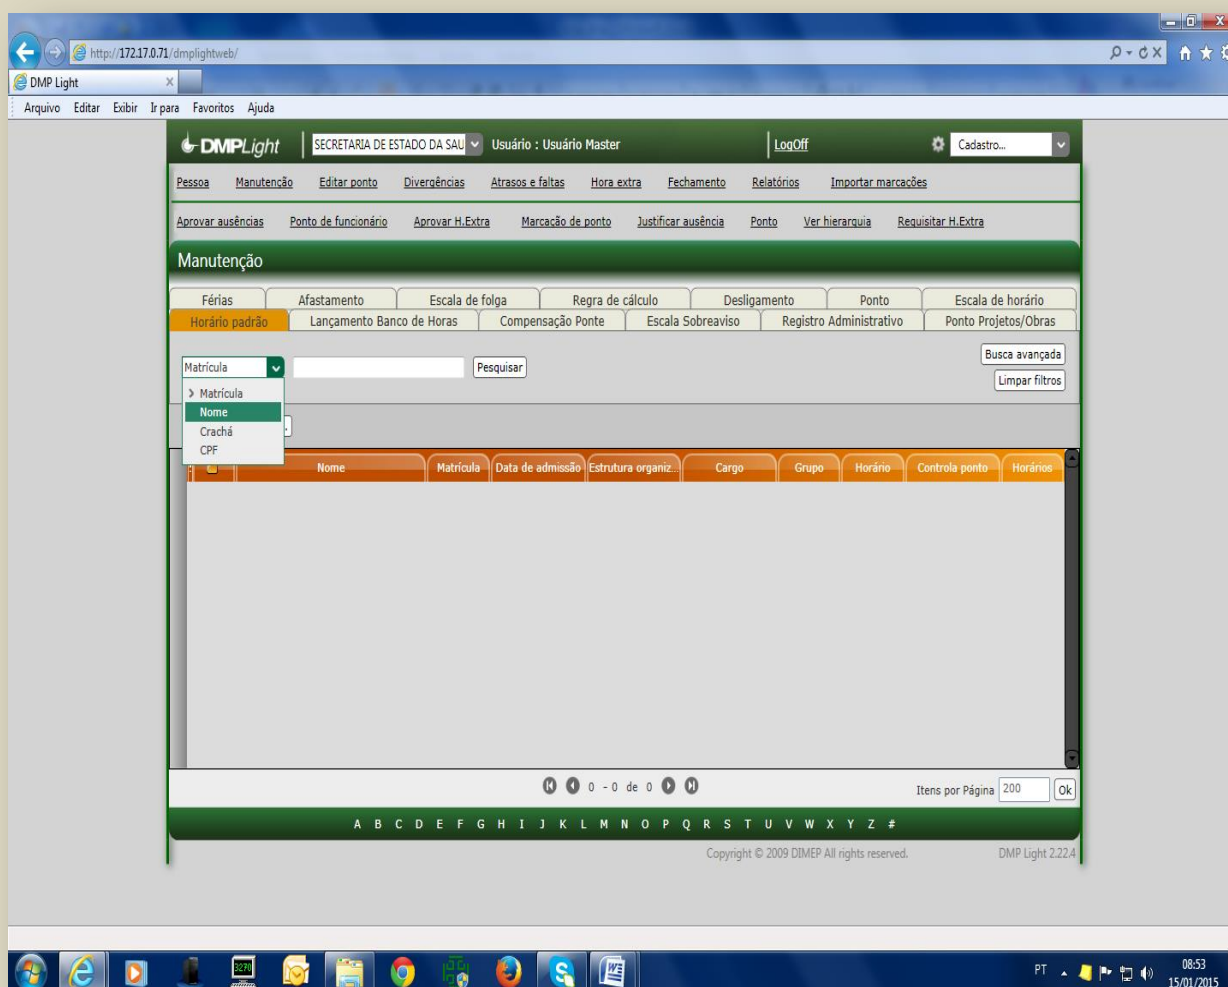 http://172.17.0.71/dmplightweb/
DMP Light
Arquivo Editar Exibir Ir para Favoritos Ajuda
DMPLight SECRETARIA DE ESTADO DA SAU Usuário : Usuário Master LogOff Cadastro...
Pessoa Manutenção Editar ponto Divergências Atrasos e faltas Hora extra Fechamento Relatórios Importar marcações
Aprovar ausências Ponto de funcionário Aprovar H.Extra Marcação de ponto Justificar ausência Ponto Ver hierarquia Requisitar H.Extra
Manutenção
Férias Afastamento Escala de folga Regra de cálculo Desligamento Ponto Escala de horário
Horário padrão Lançamento Banco de Horas Compensação Ponte Escala Sobreaviso Registro Administrativo Ponto Projetos/Obras
Busca avançada
Matrícula Pesquisar
Limpar filtros
Matrícula
Nome
Crachá
CPF
Nome Matrícula Data de admissão Estrutura organiz... Cargo Grupo Horário Controla ponto Horários
0 - 0 de 0 Itens por Página 200 Ok
A B C D E F G H I J K L M N O P Q R S T U V W X Y Z #
Copyright © 2009 DIMEP All rights reserved. DMP Light 2.22.4
3270
PT 08:53
15/01/2015